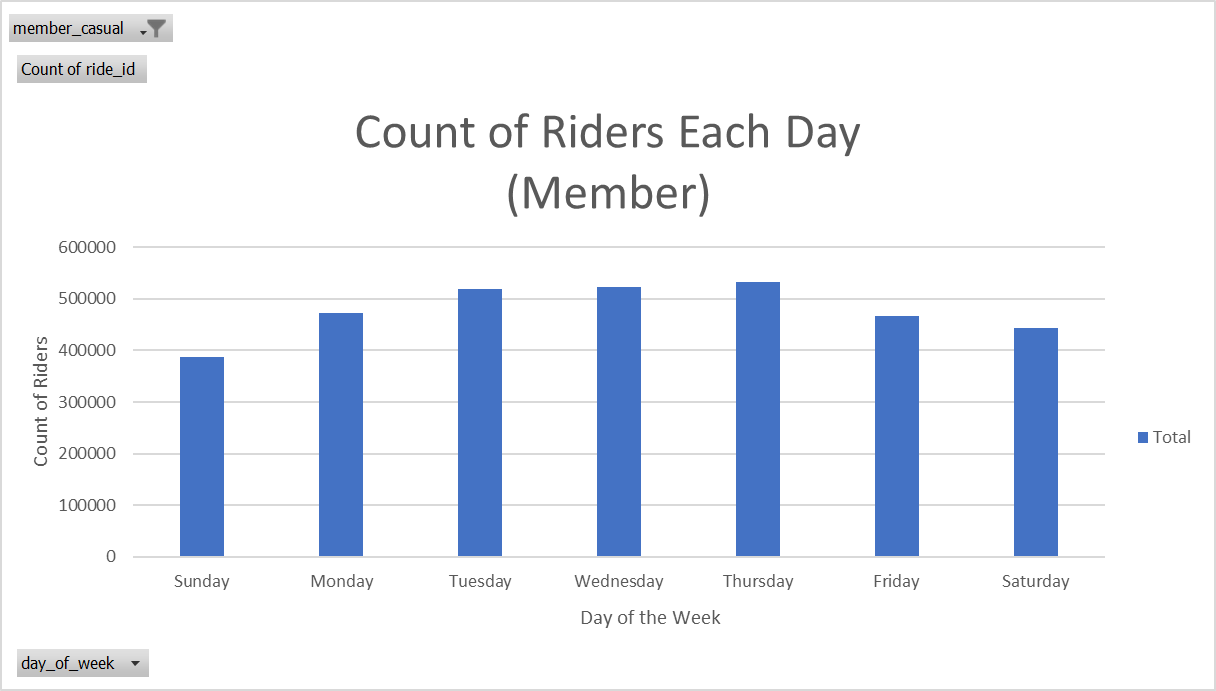 member_casual
Count of ride_id
Count of Riders Each Day
(Member)
600000
500000
400000
300000
200000
100000
0
Count of Riders
Sunday Monday Tuesday Wednesday Thursday Friday Saturday
Day of the Week
Total
day_of_week